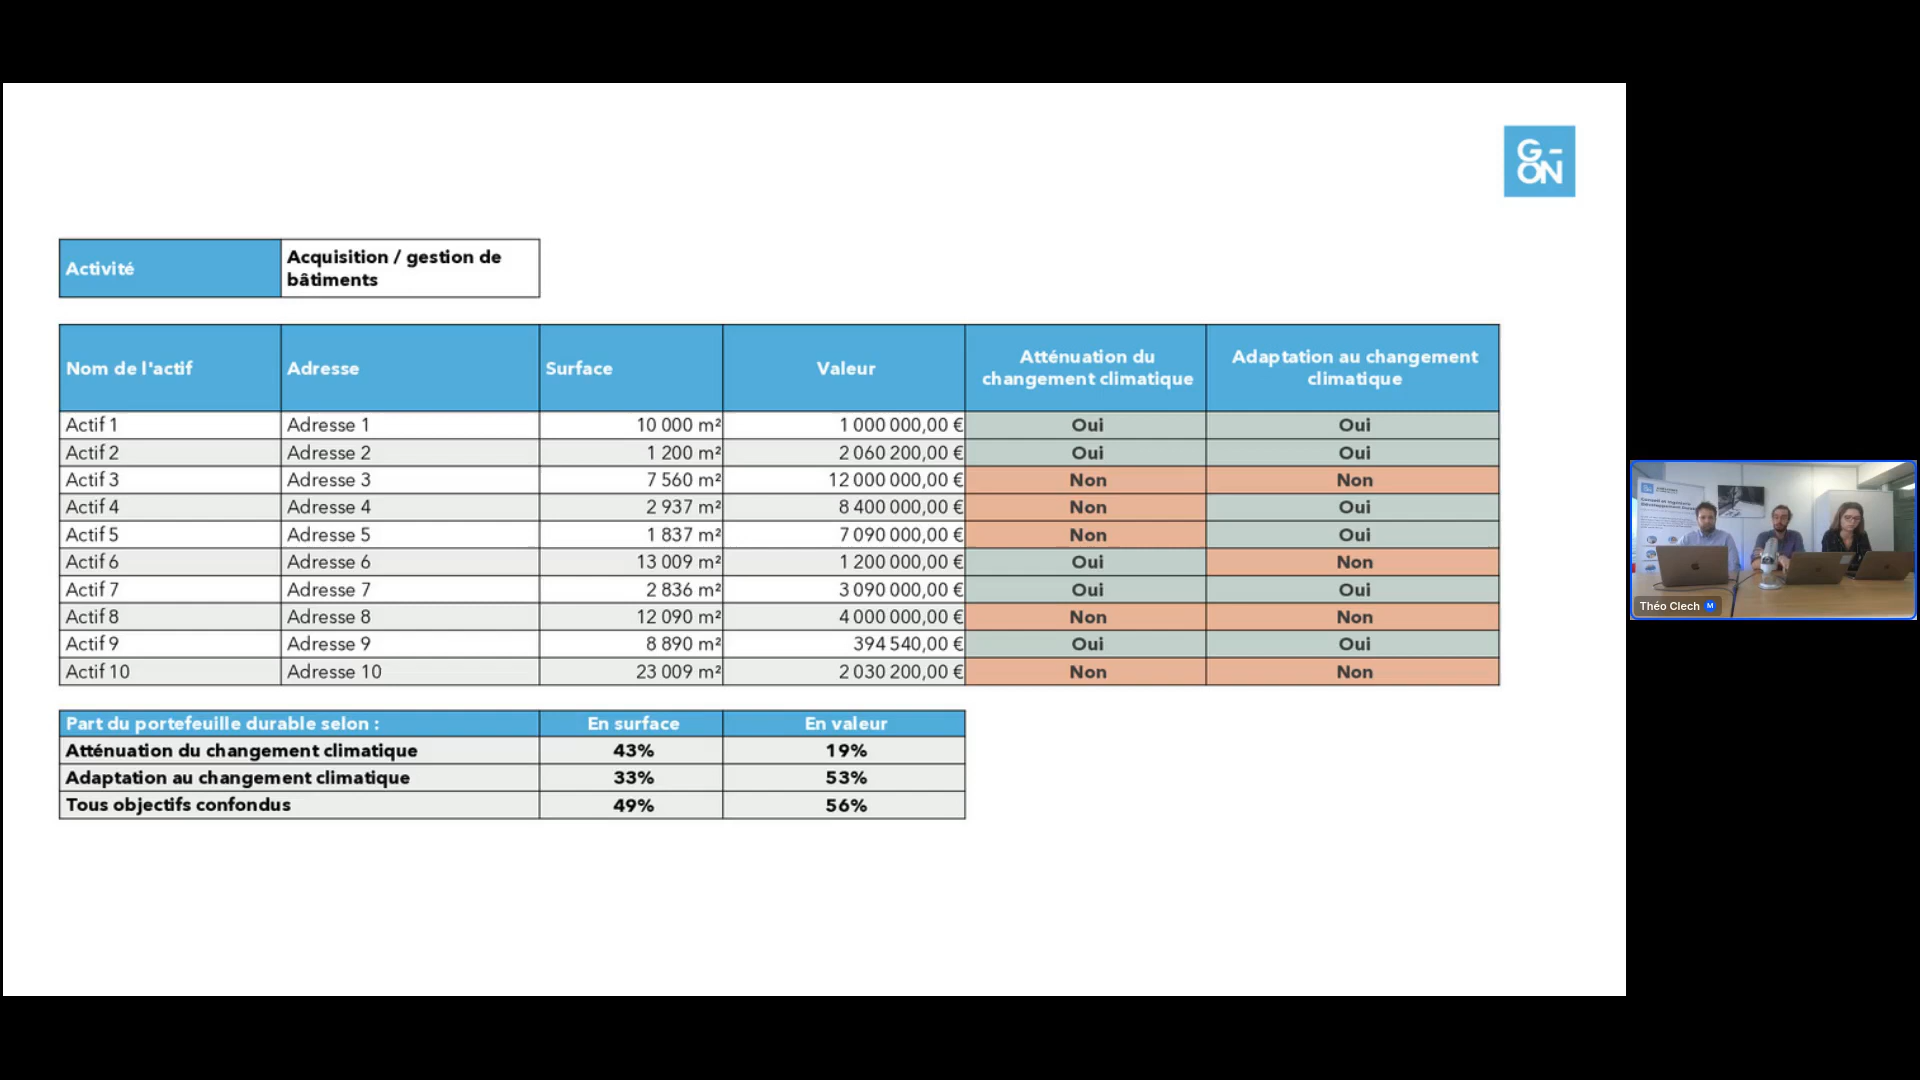 G-
ON
Activité
Acquisition / gestion de
bâtiments
Nom de l'actif Adresse Surface Valeur Atténuation du changement climatique Adaptation au changement climatique
Actif 1 Adresse 1 10 000 m² 1 000 000,00 € Oui Oui
Actif 2 Adresse 2 1 200 m² 2 060 200,00 € Oui Oui
Actif 3 Adresse 3 7 560 m² 12 000 000,00 € Non Non
Actif 4 Adresse 4 2 937 m² 8 400 000,00 € Non Oui
Actif 5 Adresse 5 1 837 m² 7 090 000,00 € Non Oui
Actif 6 Adresse 6 13 009 m² 1 200 000,00 € Oui Non
Actif 7 Adresse 7 2 836 m² 3 090 000,00 € Oui Oui
Actif 8 Adresse 8 12 090 m² 4 000 000,00 € Non Non
Actif 9 Adresse 9 8 890 m² 394 540,00 € Oui Oui
Actif 10 Adresse 10 23 009 m² 2 030 200,00 € Non Non
Part du portefeuille durable selon : En surface En valeur
Atténuation du changement climatique 43% 19%
Adaptation au changement climatique 33% 53%
Tous objectifs confondus 49% 56%
Théo Clech M